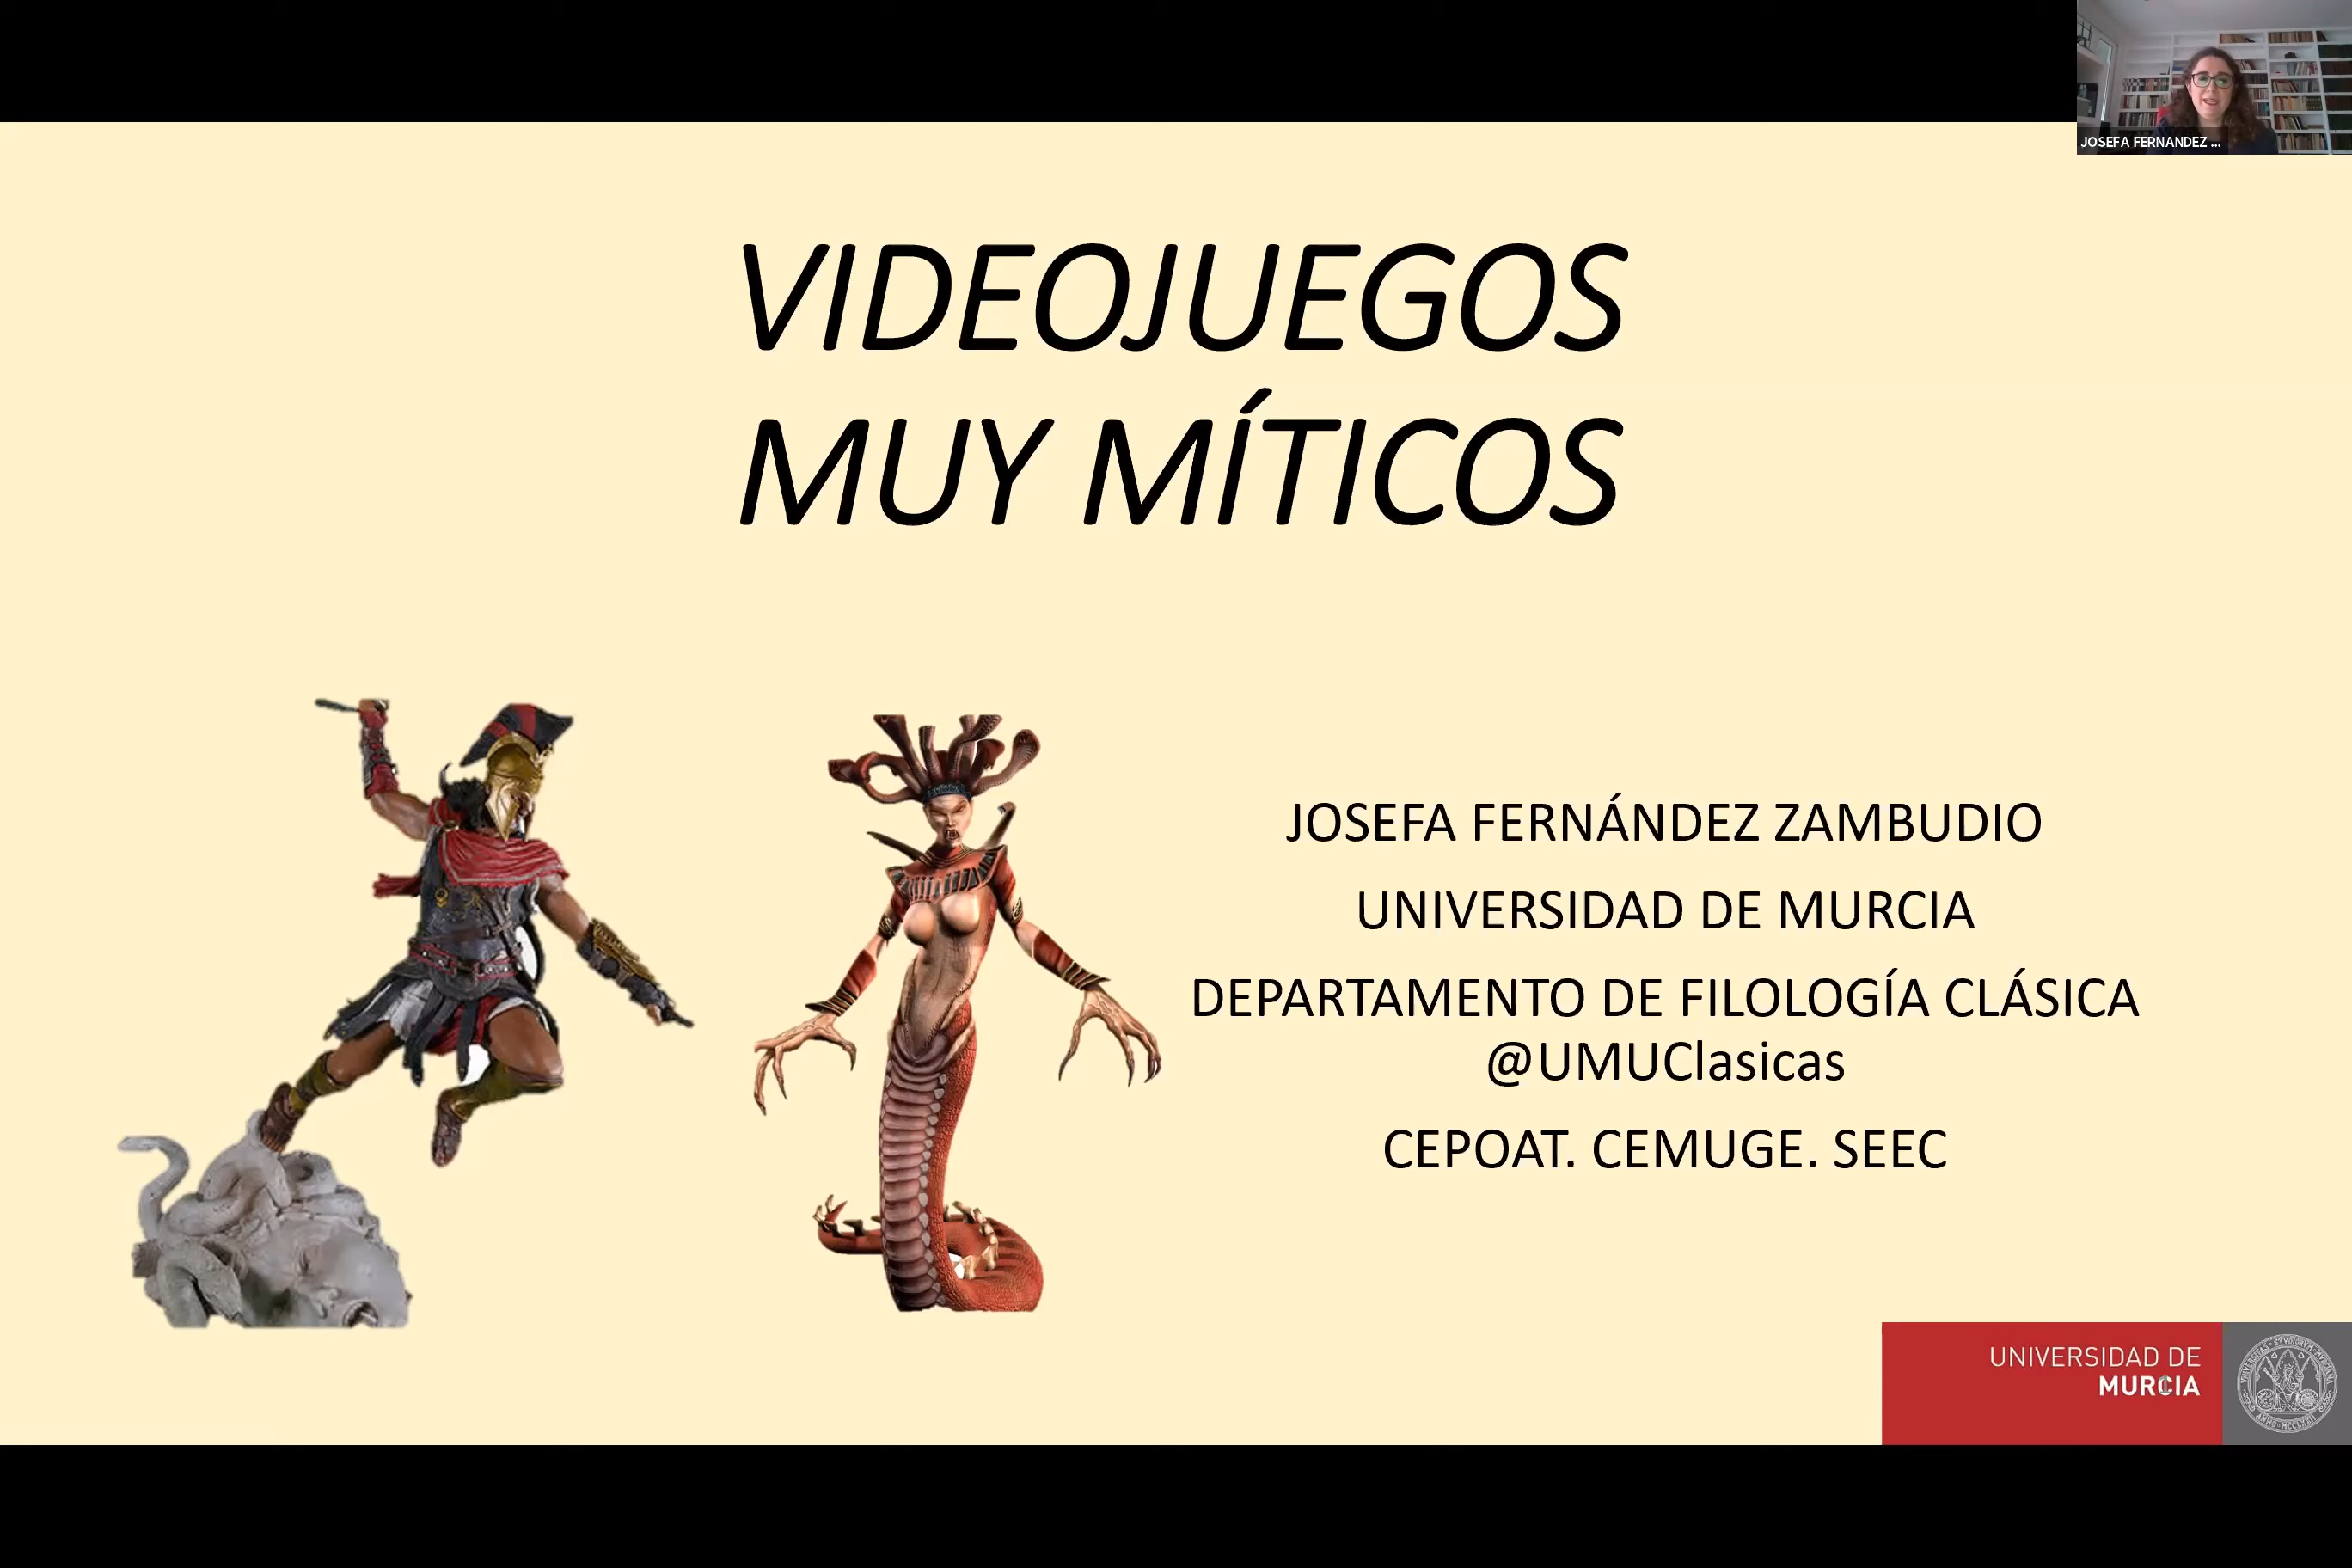 JOSEFA FERNANDEZ ...
VIDEOJUEGOS
MUY MÍTICOS
JOSEFA FERNÁNDEZ ZAMBUDIO
UNIVERSIDAD DE MURCIA
DEPARTAMENTO DE FILOLOGÍA CLÁSICA
@UMUClasicas
CEPOAT. CEMUGE. SEEC
UNIVERSIDAD DE
MURCIA
1